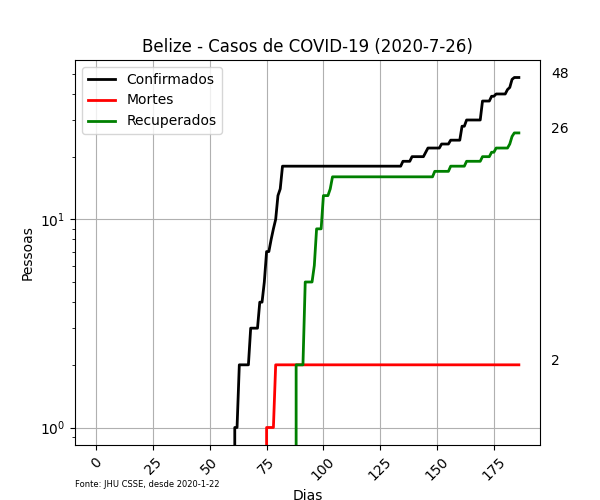 Belize - Casos de COVID-19 (2020-7-26)
Confirmados
Mortes
Recuperados
48
26
2
Pessoas
10¹
10⁰
0
25
50
75
100
125
150
175
Fonte: JHU CSSE, desde 2020-1-22
Dias